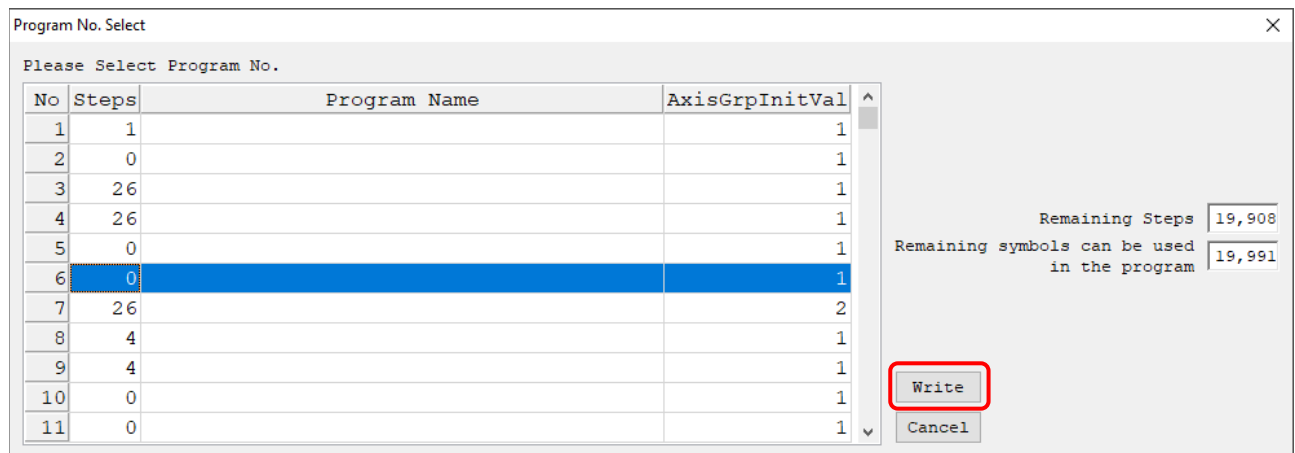 Program No. Select
Please Select Program No.
No Steps Program Name AxisGrpInitVal
1 1 1
2 0 1
3 26 1
4 26 1
5 0 1
6 0 1
7 26 2
8 4 1
9 4 1
10 0 1
11 0 1
Remaining Steps 19,908
Remaining symbols can be used
in the program 19,991
Write
Cancel